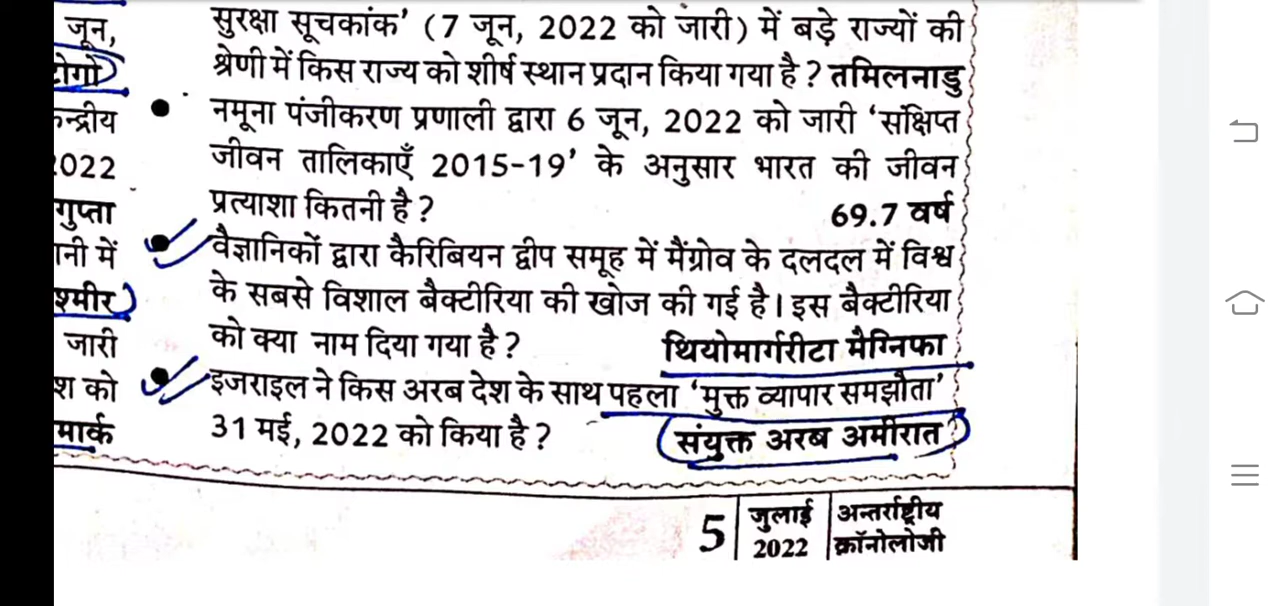 जून,
गुप्ता
जारी
मार्क
सुरक्षा सूचकांक' (7 जून, 2022 को जारी) में बड़े राज्यों की
श्रेणी में किस राज्य को शीर्ष स्थान प्रदान किया गया है ? तमिलनाडु
● नमूना पंजीकरण प्रणाली द्वारा 6 जून, 2022 को जारी 'संक्षिप्त
जीवन तालिकाएँ 2015-19' के अनुसार भारत की जीवन
प्रत्याशा कितनी है ? 69.7 वर्ष
● वैज्ञानिकों द्वारा कैरिबियन द्वीप समूह में मैंग्रोव के दलदल में विश्व
के सबसे विशाल बैक्टीरिया की खोज की गई है। इस बैक्टीरिया
को क्या नाम दिया गया है ? थियोमार्गरीटा मैग्निफा
● इजराइल ने किस अरब देश के साथ पहला 'मुक्त व्यापार समझौता'
31 मई, 2022 को किया है ? संयुक्त अरब अमीरात
5 जुलाई 2022 अन्तर्राष्ट्रीय क्रॉनोलॉजी